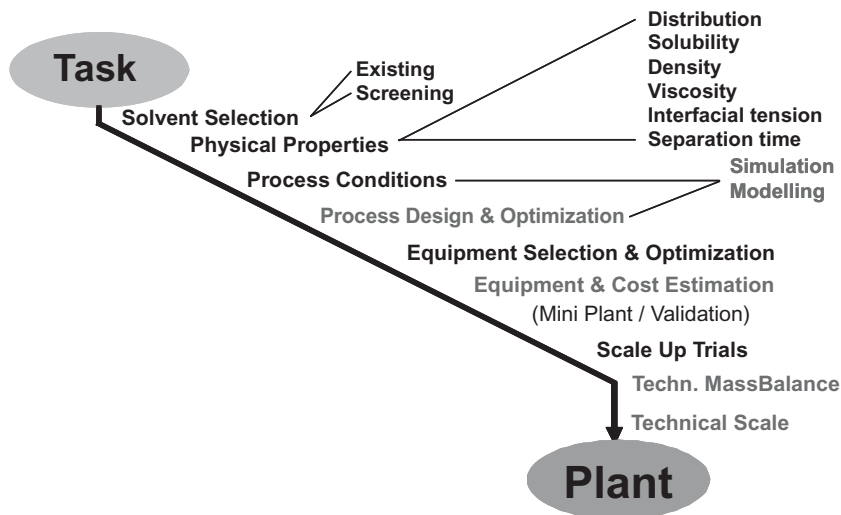 Task
Solvent Selection
Existing
Screening
Physical Properties
Distribution
Solubility
Density
Viscosity
Interfacial tension
Separation time
Process Conditions
Simulation
Modelling
Process Design & Optimization
Equipment Selection & Optimization
Equipment & Cost Estimation
(Mini Plant / Validation)
Scale Up Trials
Techn. MassBalance
Technical Scale
Plant